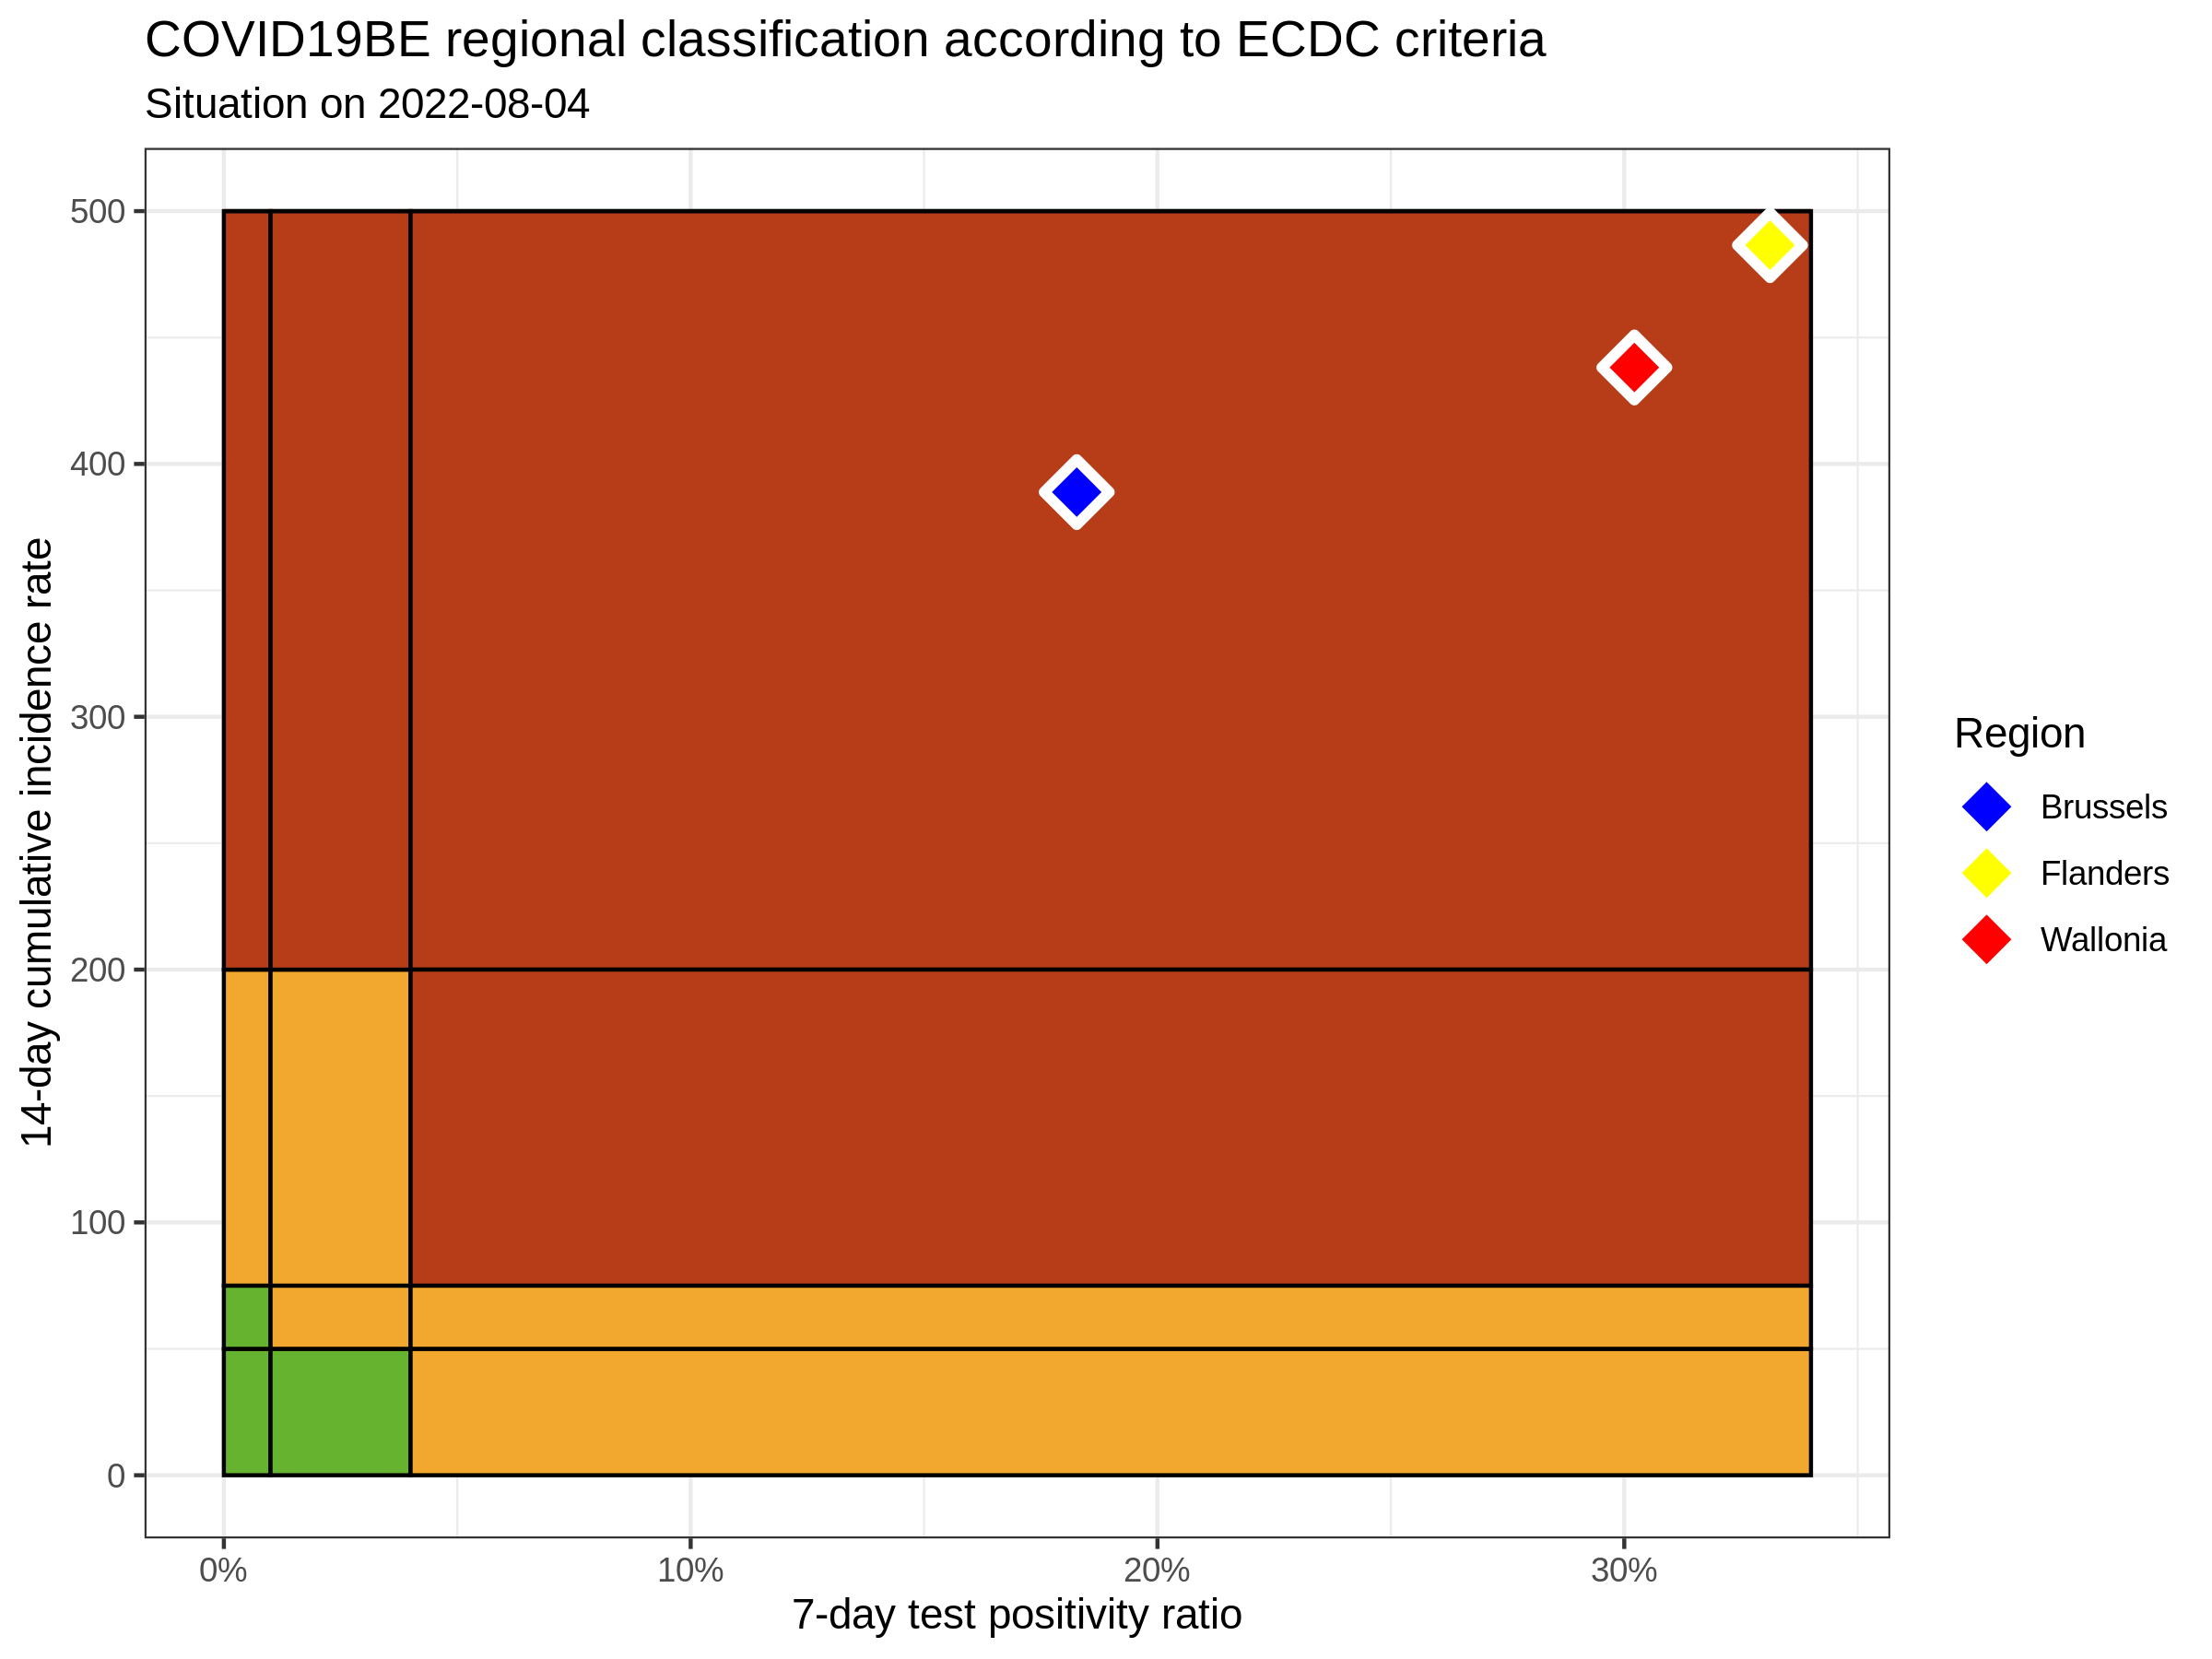 COVID19BE regional classification according to ECDC criteria
Situation on 2022-08-04
500
400
300
200
100
0
14-day cumulative incidence rate
0%
10%
20%
30%
7-day test positivity ratio
Region
Brussels
Flanders
Wallonia